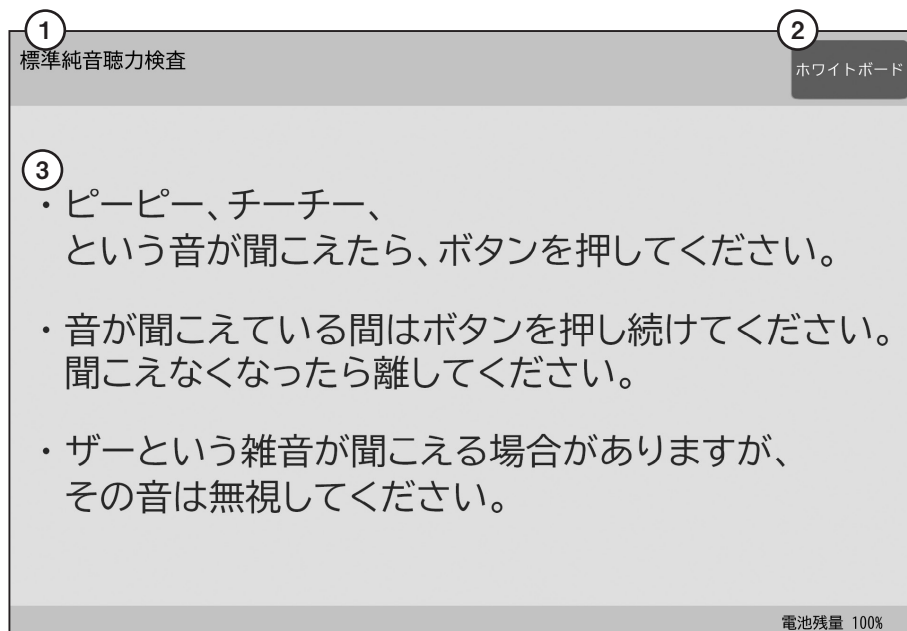 ①
②
標準純音聴力検査
ホワイトボード
③
・ピーピー、チーチー、
という音が聞こえたら、ボタンを押してください。
・音が聞こえている間はボタンを押し続けてください。
聞こえなくなったら離してください。
・ザーという雑音が聞こえる場合がありますが、
その音は無視してください。
電池残量 100%